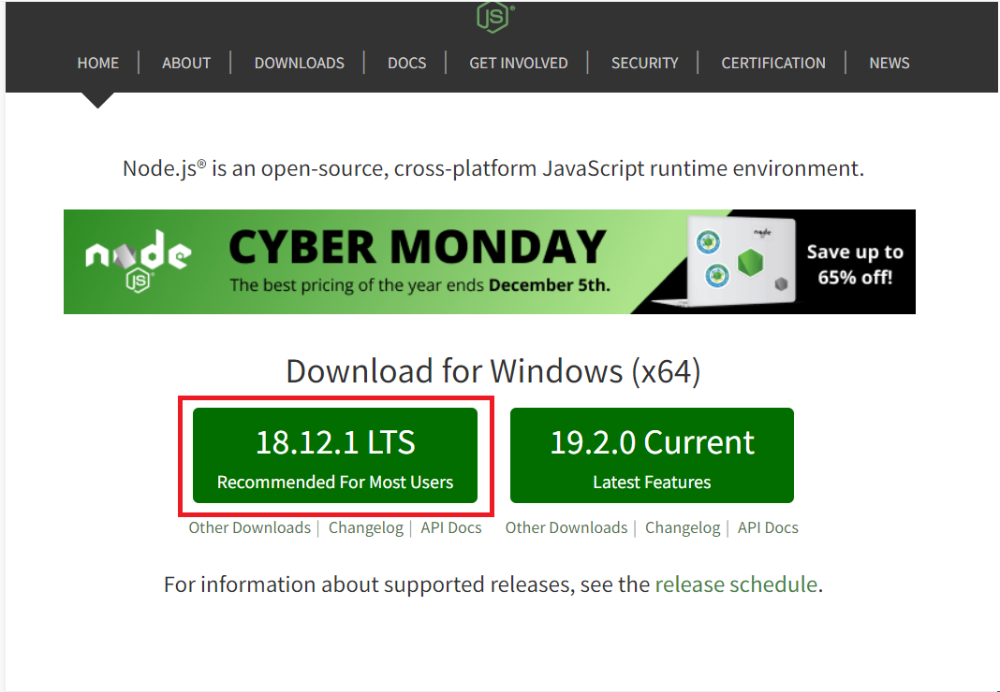 JS
HOME | ABOUT | DOWNLOADS | DOCS | GET INVOLVED | SECURITY | CERTIFICATION | NEWS
Node.js® is an open-source, cross-platform JavaScript runtime environment.
node
JS
CYBER MONDAY
The best pricing of the year ends December 5th.
node
Save up to
65% off!
Download for Windows (x64)
18.12.1 LTS
Recommended For Most Users
19.2.0 Current
Latest Features
Other Downloads | Changelog | API Docs
Other Downloads | Changelog | API Docs
For information about supported releases, see the release schedule.